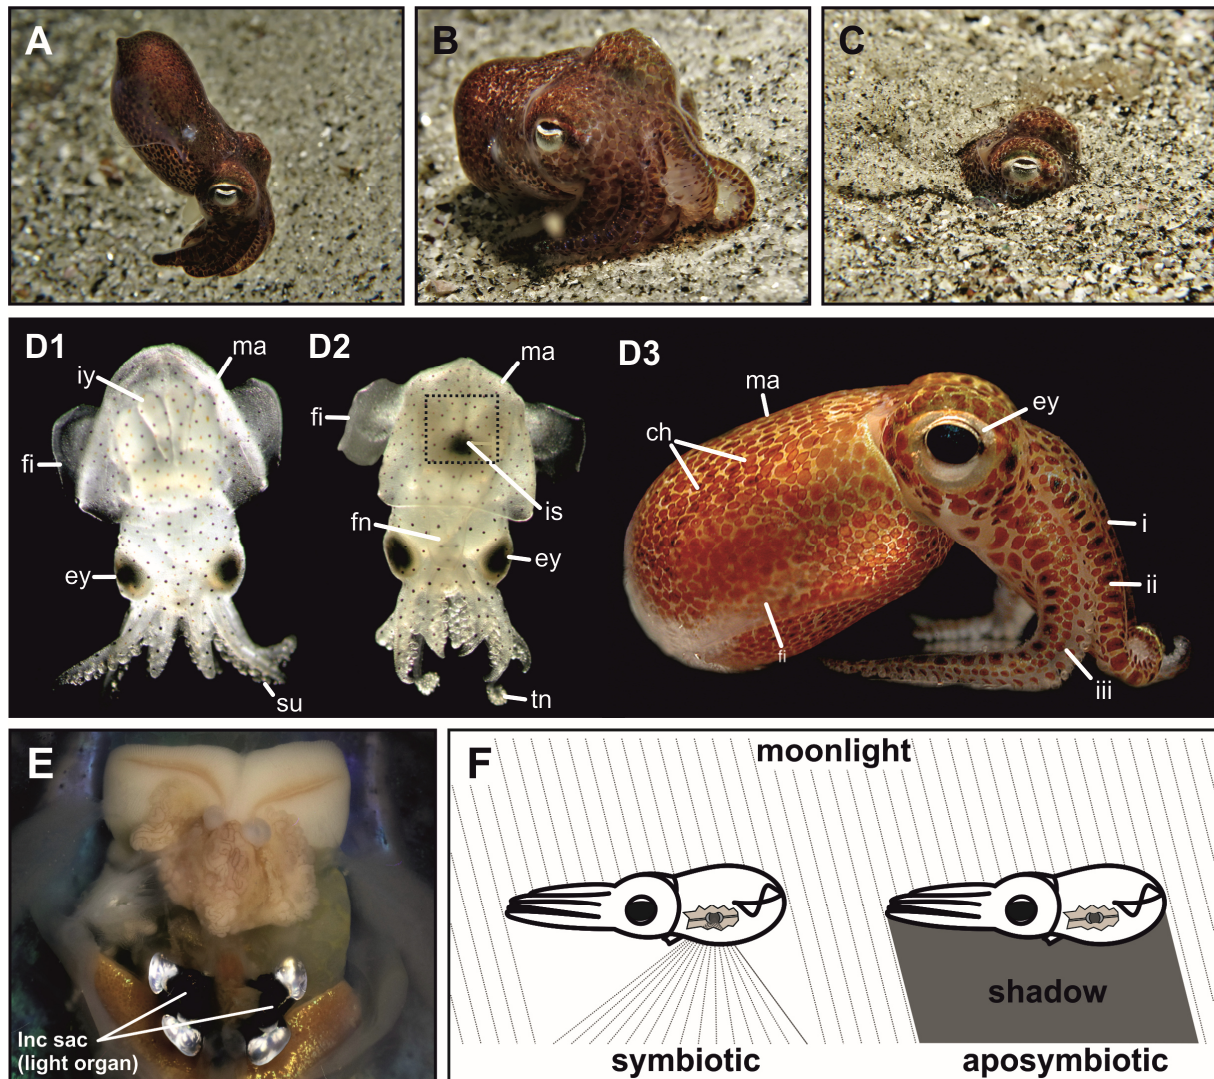 A
B
C
D1
ma
iy
fi
ey
su
D2
ma
fi
is
fn
ey
tn
D3
ma
ey
ch
i
ii
fi
iii
E
Inc sac
(light organ)
F
moonlight
shadow
symbiotic
aposymbiotic